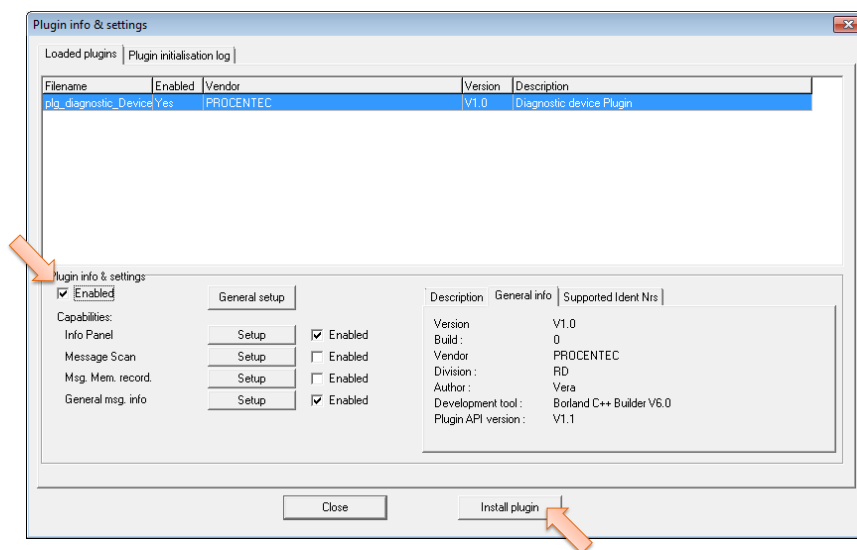 Plugin info & settings
Loaded plugins Plugin initialisation log
Filename Enabled Vendor Version Description
plg_diagnostic_Device Yes PROCENTEC V1.0 Diagnostic device Plugin
Plugin info & settings
Enabled General setup Description General info Supported Ident Nrs
Capabilities:
Info Panel Setup Enabled
Message Scan Setup Enabled
Msg. Mem. record. Setup Enabled
General msg. info Setup Enabled
Version V1.0
Build : 0
Vendor PROCENTEC
Division : RD
Author : Vera
Development tool : Borland C++ Builder V6.0
Plugin API version : V1.1
Close Install plugin